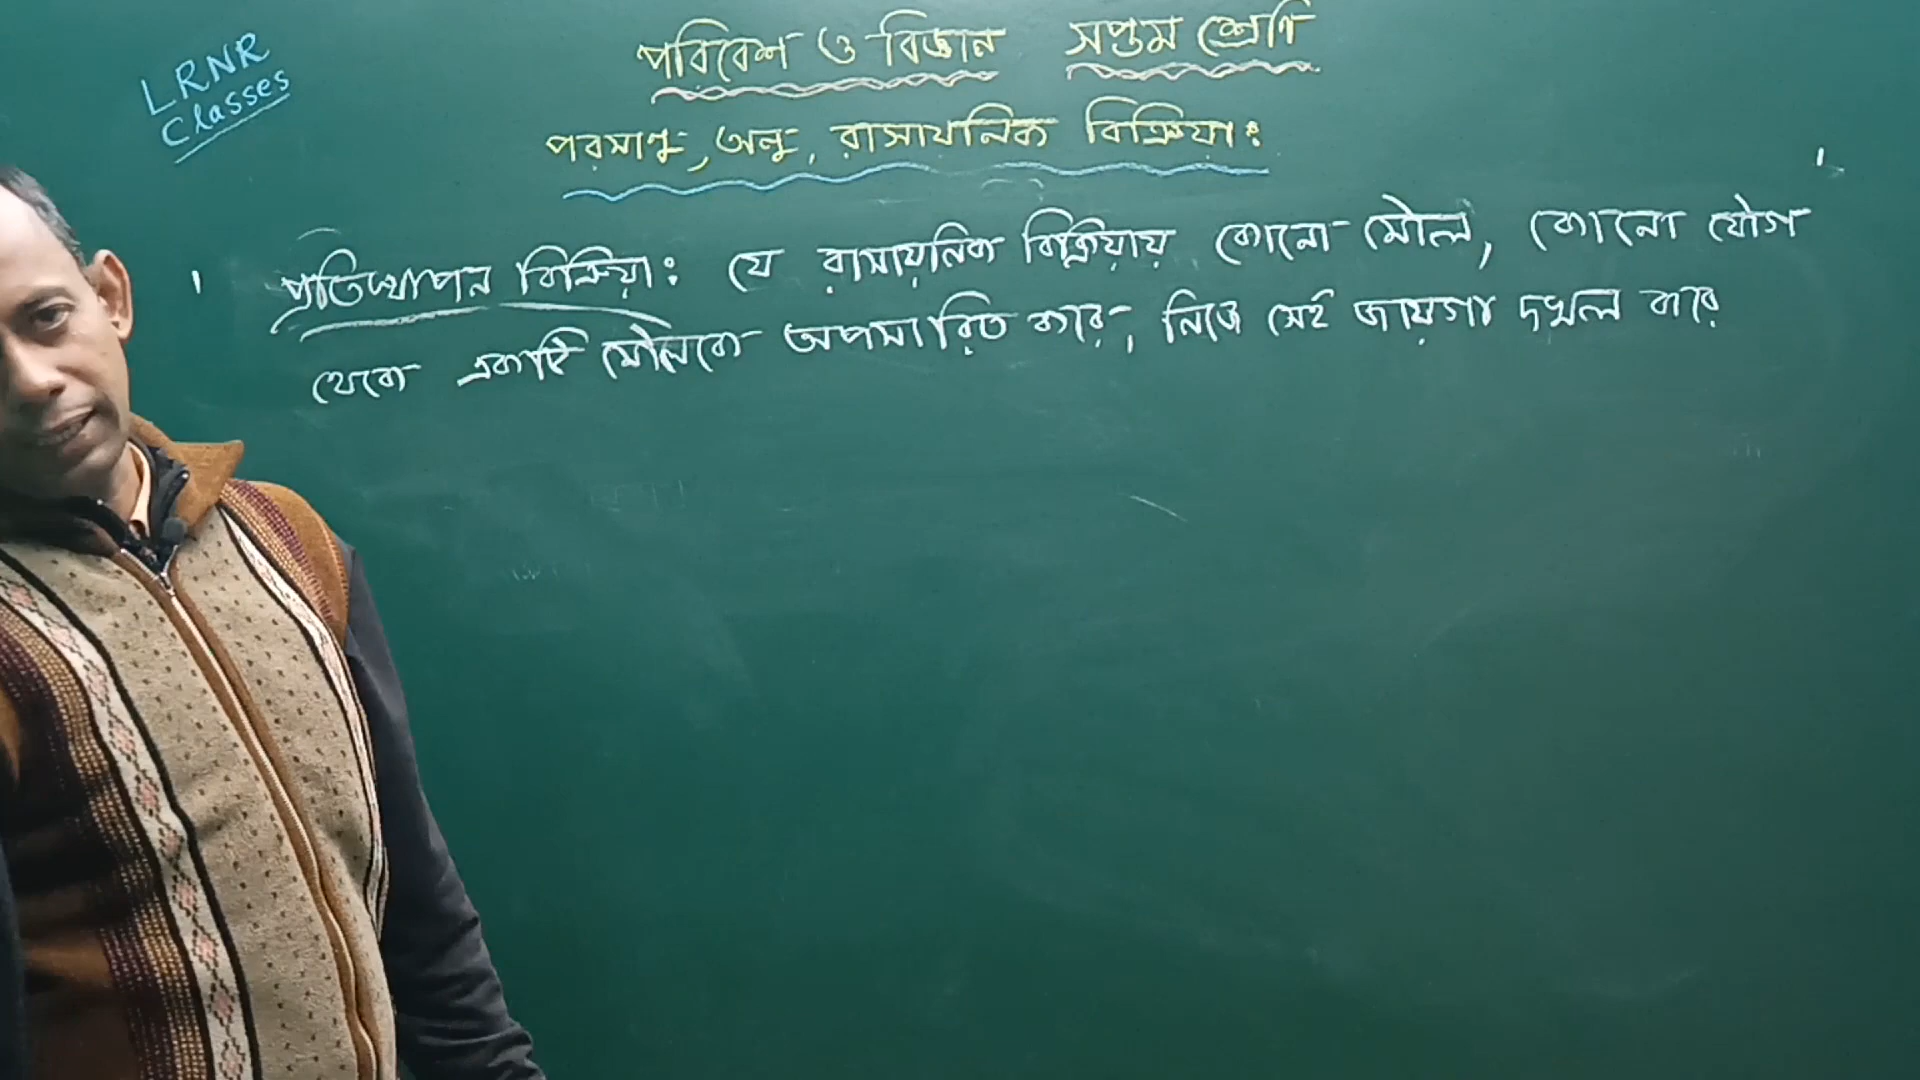 LRNR
Classes
পরিবেশ ও বিজ্ঞান সপ্তম শ্রেণি
পরমাণু, অণু, রাসায়নিক বিক্রিয়াঃ
প্রতিস্থাপন বিক্রিয়াঃ যে রাসায়নিক বিক্রিয়ায় কোনো মৌল, কোনো যৌগ
থেকে একটি মৌলকে অপসারিত করে, নিজে সেই জায়গা দখল করে